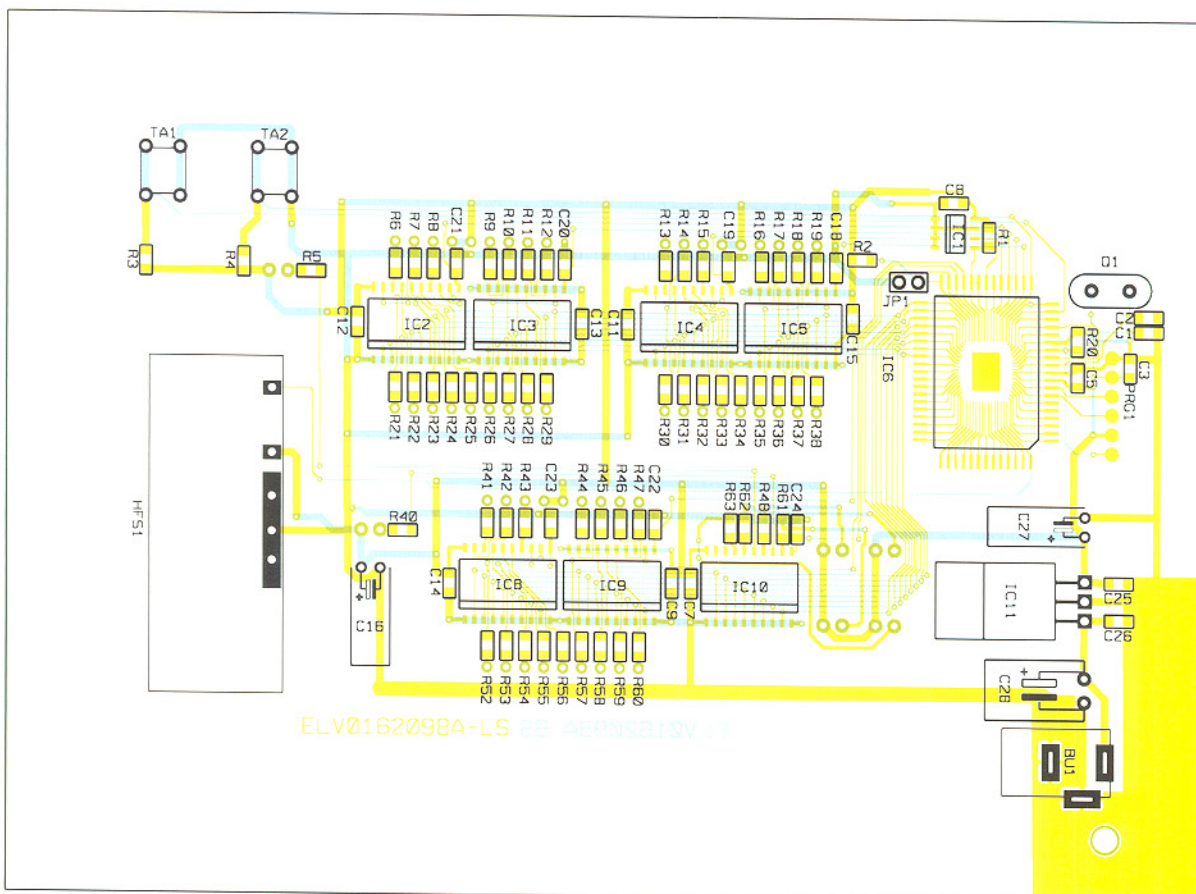 TA1 TA2
C8
IC1 R1
R6 R7 R8 C21 R9 R10 R11 R12 C20 R13 R14 R15 C19 R16 R17 R18 R19 C18 R2
R3 R4 R5
Q1
JP1
C12 IC2 IC3 C13 C11 IC4 IC5 C15
C2
C1
IC6 R20 C5 C3
PRG1
R21 R22 R23 R24 R25 R26 R27 R28 R29 R30 R31 R32 R33 R34 R35 R36 R37 R38
R41 R42 R43 C23 R44 R45 R46 R47 C22 R63 R62 R48 R61 C24
HFS1
R40
C27
+
C14 IC8 IC9 C9 C7 IC10
IC11
C25
C26
+
C16
R52 R53 R54 R55 R56 R57 R58 R59 R60
+
C28
ELV0162098A-LS
BU1